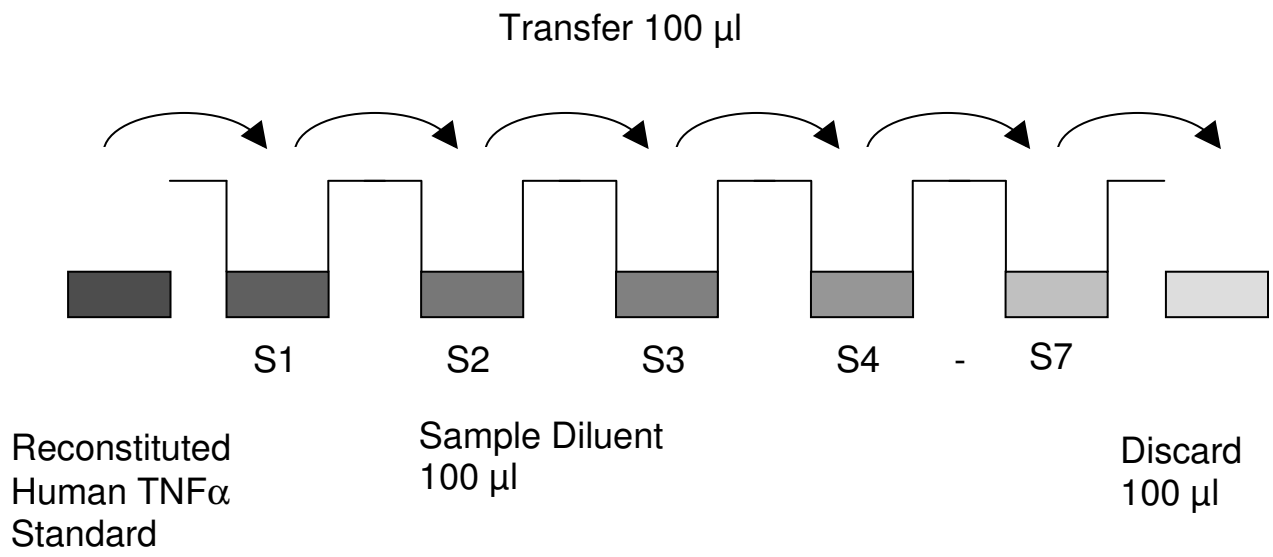 Transfer 100 µl
S1 S2 S3 S4 - S7
Reconstituted
Human TNFα
Standard
Sample Diluent
100 µl
Discard
100 µl